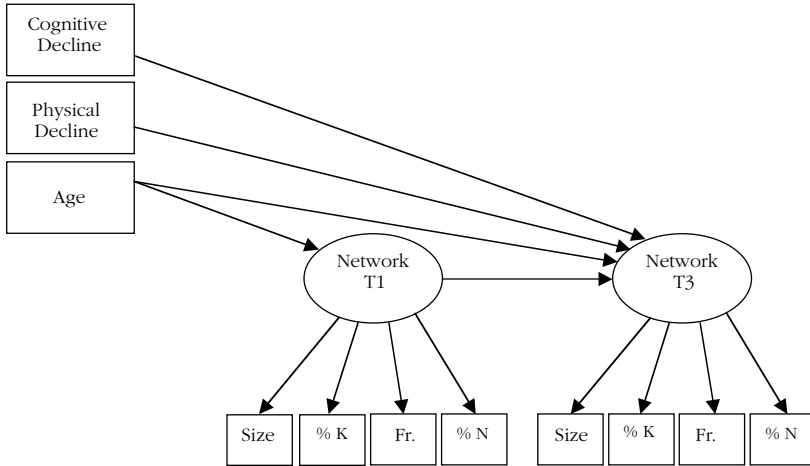 Cognitive
Decline
Physical
Decline
Age
Network
T1
Network
T3
Size
% K
Fr.
% N
Size
% K
Fr.
% N